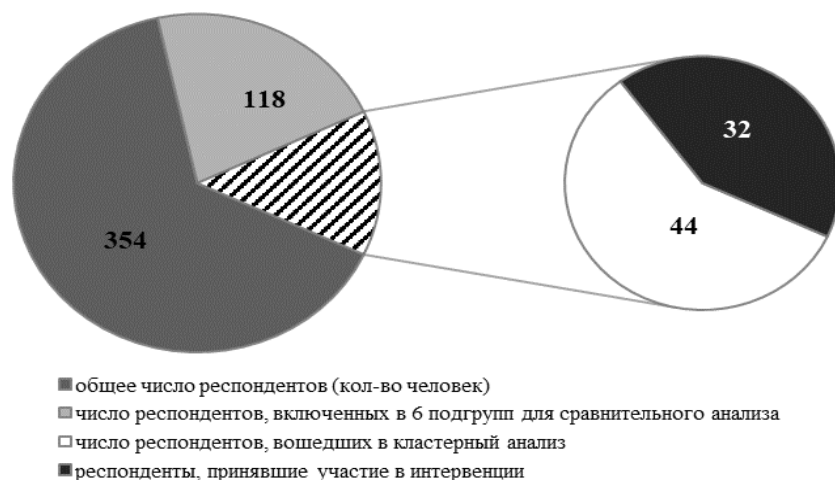 118
354
32
44
общее число респондентов (кол-во человек)
число респондентов, включенных в 6 подгрупп для сравнительного анализа
число респондентов, вошедших в кластерный анализ
респонденты, принявшие участие в интервенции